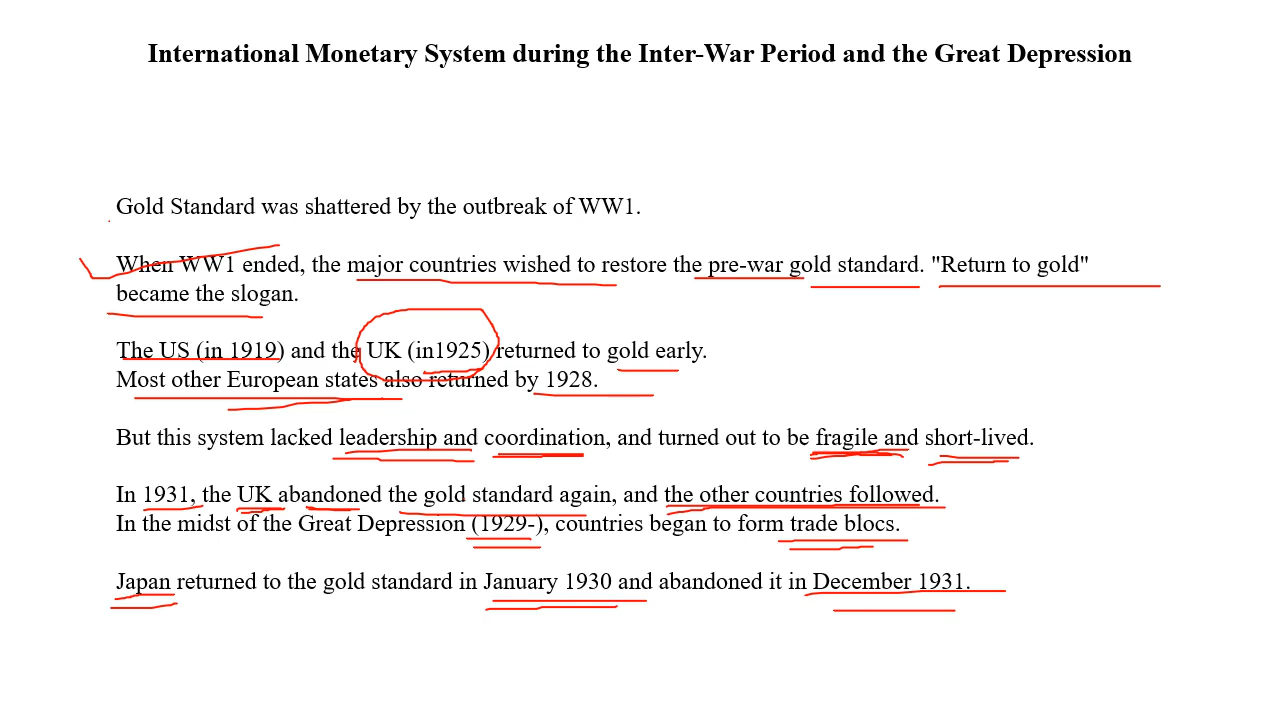 International Monetary System during the Inter-War Period and the Great Depression
Gold Standard was shattered by the outbreak of WW1.
When WW1 ended, the major countries wished to restore the pre-war gold standard. "Return to gold"
became the slogan.
The US (in 1919) and the UK (in1925) returned to gold early.
Most other European states also returned by 1928.
But this system lacked leadership and coordination, and turned out to be fragile and short-lived.
In 1931, the UK abandoned the gold standard again, and the other countries followed.
In the midst of the Great Depression (1929-), countries began to form trade blocs.
Japan returned to the gold standard in January 1930 and abandoned it in December 1931.